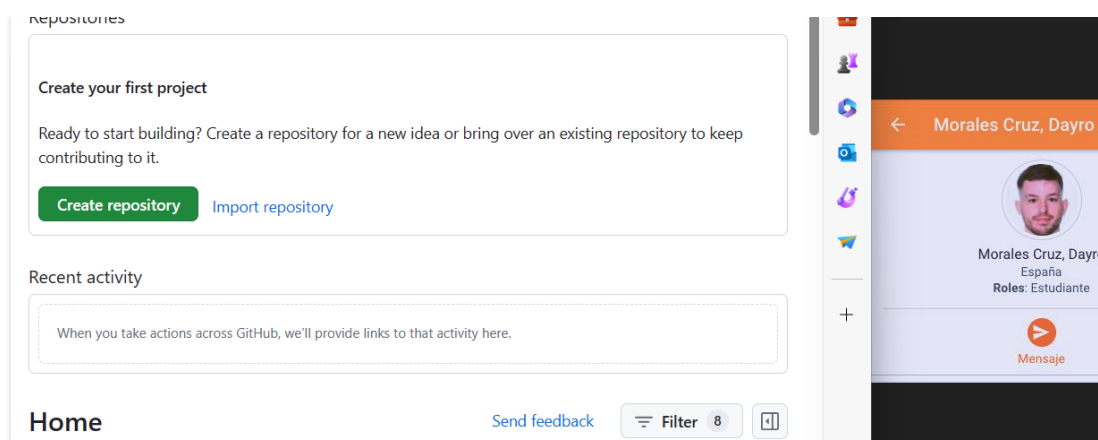 Repositories
Create your first project
Ready to start building? Create a repository for a new idea or bring over an existing repository to keep
contributing to it.
Create repository
Import repository
Recent activity
When you take actions across GitHub, we'll provide links to that activity here.
Home
Send feedback
Filter
8
Morales Cruz, Dayro
Morales Cruz, Dayro
España
Roles: Estudiante
Mensaje